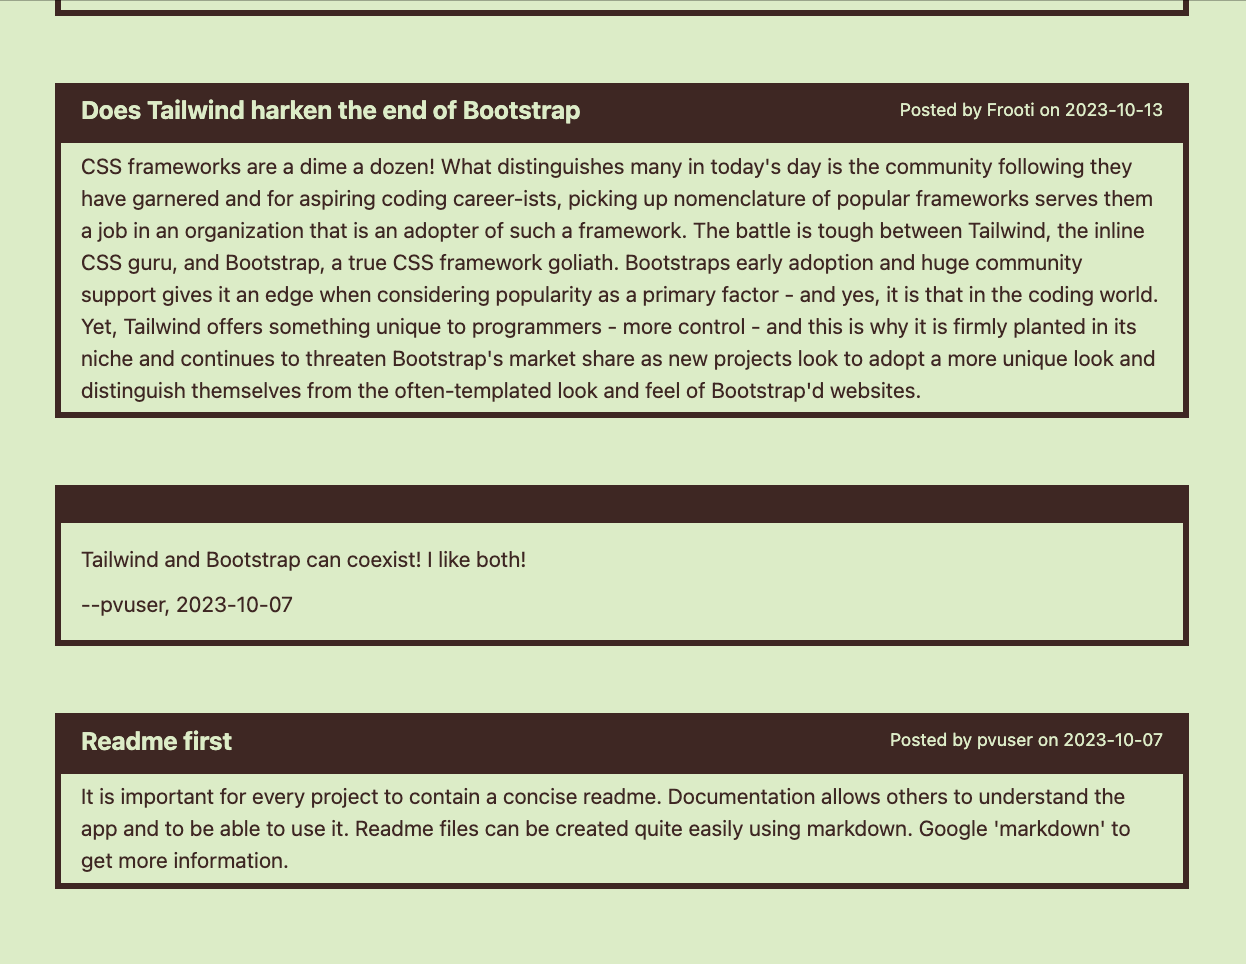 Does Tailwind harken the end of Bootstrap
Posted by Frooti on 2023-10-13
CSS frameworks are a dime a dozen! What distinguishes many in today's day is the community following they
have garnered and for aspiring coding career-ists, picking up nomenclature of popular frameworks serves them
a job in an organization that is an adopter of such a framework. The battle is tough between Tailwind, the inline
CSS guru, and Bootstrap, a true CSS framework goliath. Bootstraps early adoption and huge community
support gives it an edge when considering popularity as a primary factor - and yes, it is that in the coding world.
Yet, Tailwind offers something unique to programmers - more control - and this is why it is firmly planted in its
niche and continues to threaten Bootstrap's market share as new projects look to adopt a more unique look and
distinguish themselves from the often-templated look and feel of Bootstrap'd websites.
Tailwind and Bootstrap can coexist! I like both!
--pvuser, 2023-10-07
Readme first
Posted by pvuser on 2023-10-07
It is important for every project to contain a concise readme. Documentation allows others to understand the
app and to be able to use it. Readme files can be created quite easily using markdown. Google 'markdown' to
get more information.